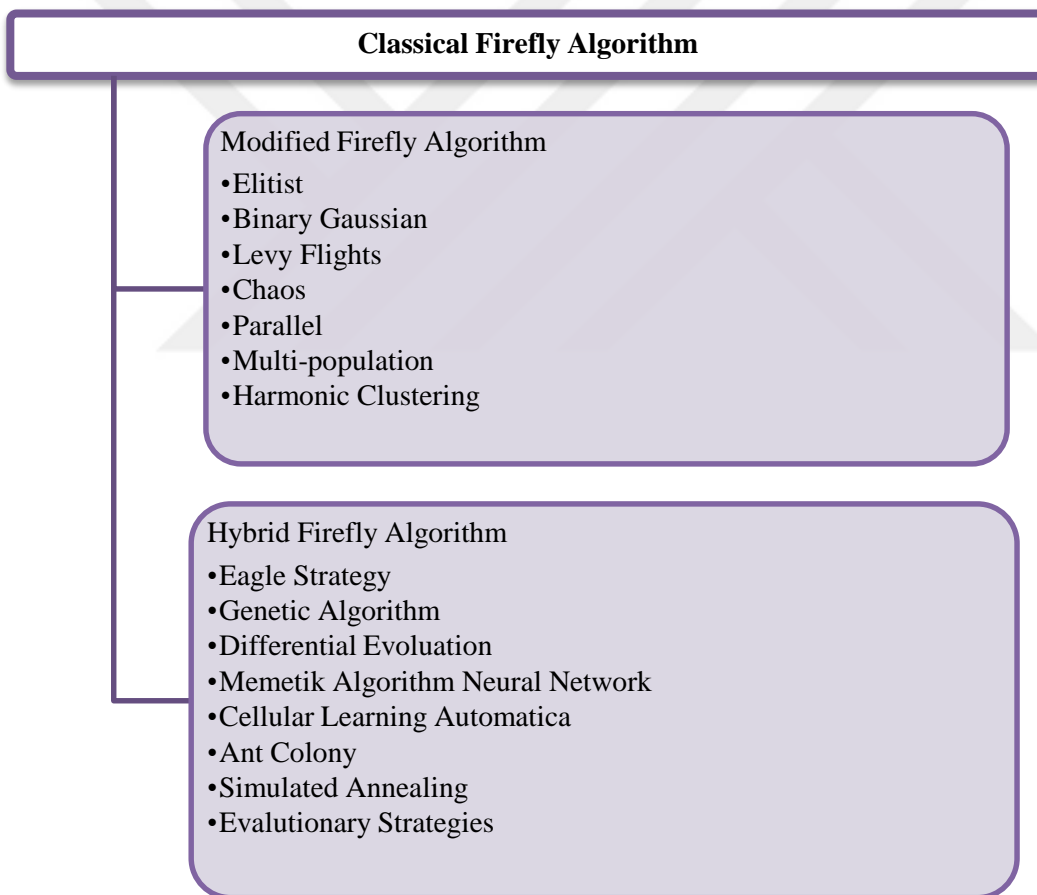 Classical Firefly Algorithm
Modified Firefly Algorithm
•Elitist
•Binary Gaussian
•Levy Flights
•Chaos
•Parallel
•Multi-population
•Harmonic Clustering
Hybrid Firefly Algorithm
•Eagle Strategy
•Genetic Algorithm
•Differential Evoluation
•Memetik Algorithm Neural Network
•Cellular Learning Automatica
•Ant Colony
•Simulated Annealing
•Evalutionary Strategies